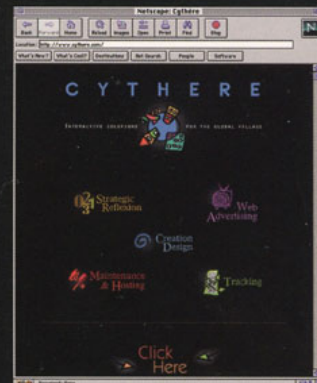 Netscape: Cythère
Back Forward Home Reload Images Open Print Find Stop
Location: http://www.cythere.com/
What's New? What's Cool? Destinations Net Search People Software
CYTHERE
INTERACTIVE SOLUTIONS FOR THE GLOBAL VILLAGE
Strategic
Reflexion
Web
Advertising
Creation
Design
Maintenance
& Hosting
Tracking
Click
Here